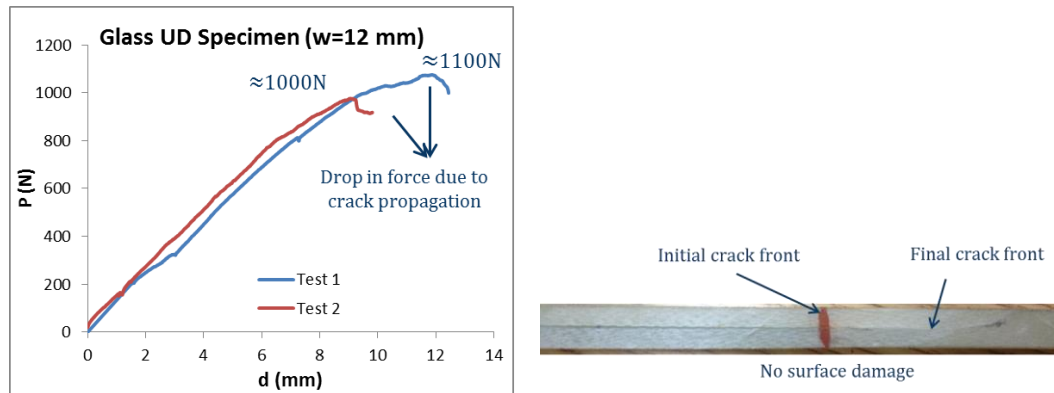 Glass UD Specimen (w=12 mm)
≈1100N
≈1000N
1200
1000
800
600
400
200
0
P (N)
Drop in force due to
crack propagation
Test 1
Test 2
0 2 4 6 8 10 12 14
d (mm)
Initial crack front
Final crack front
No surface damage